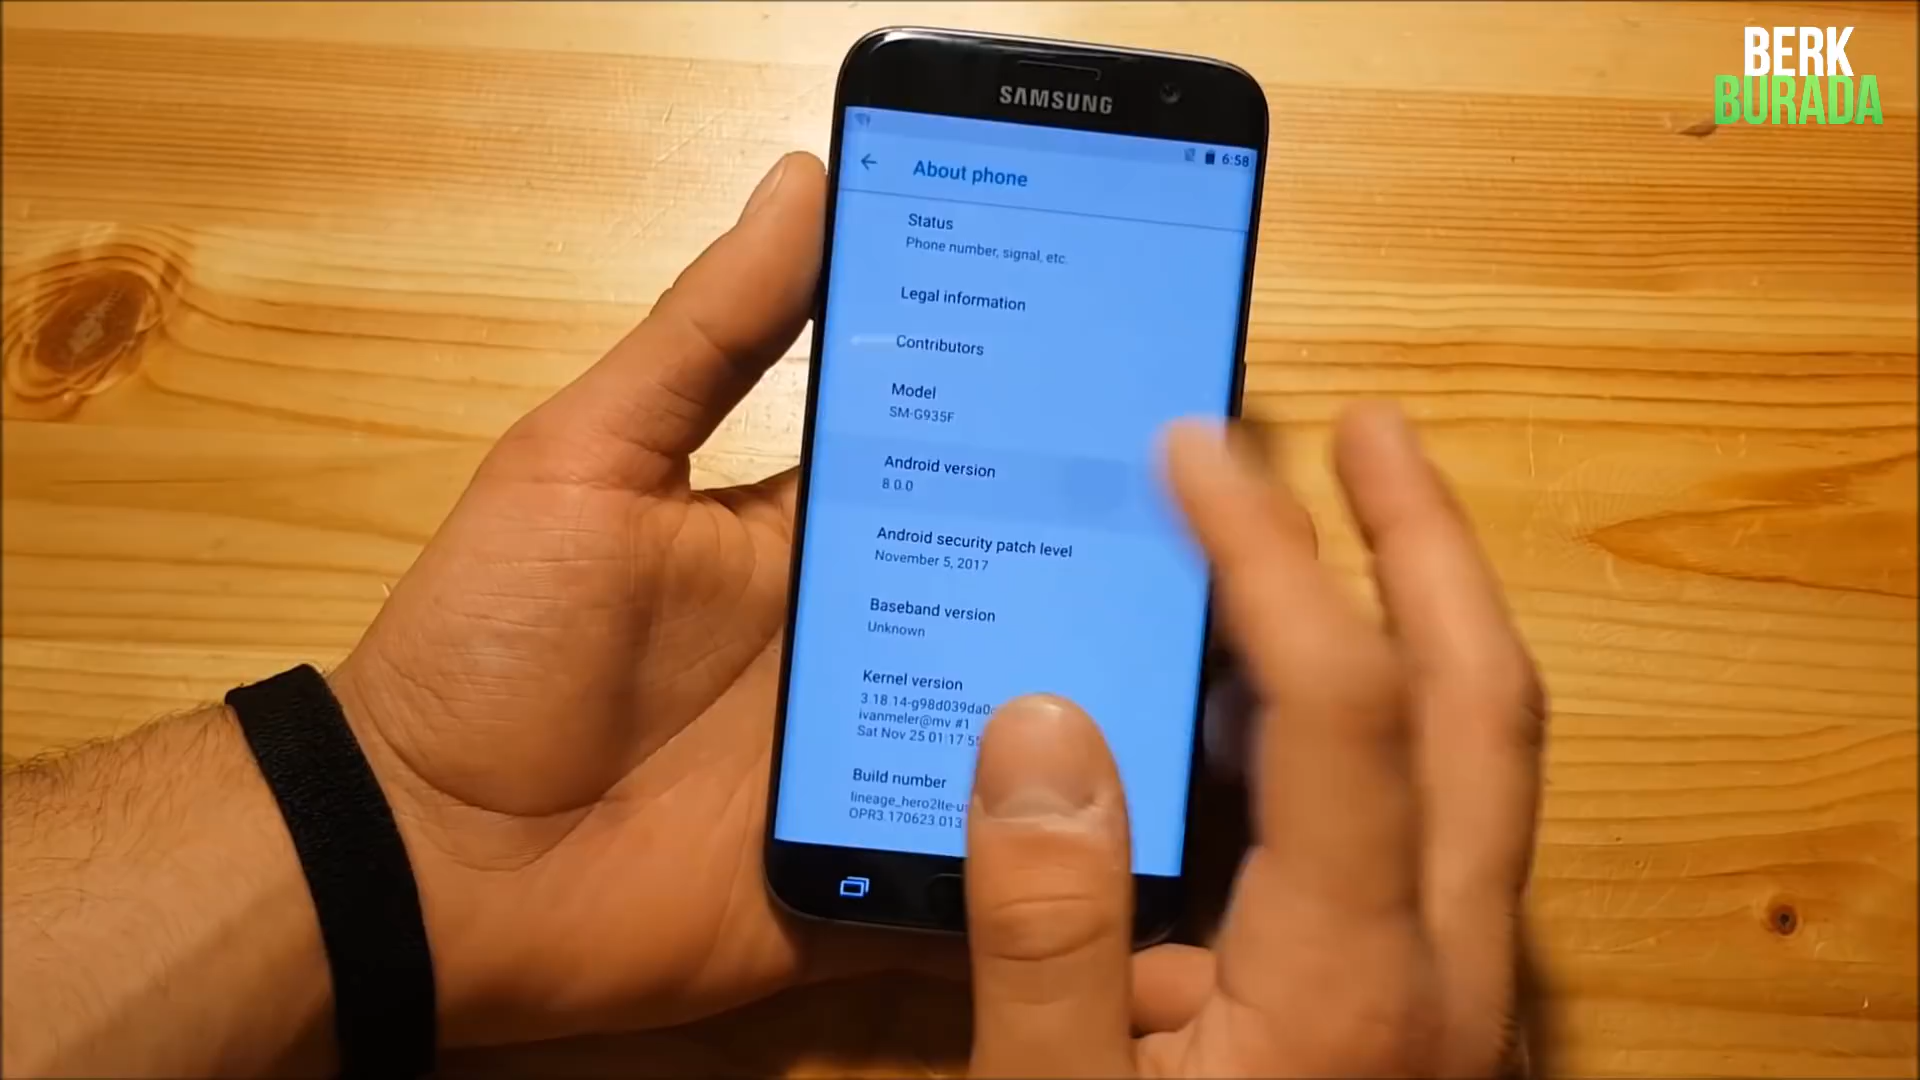 BERK
BURADA
SAMSUNG
6:58
About phone
Status
Phone number, signal, etc.
Legal information
Contributors
Model
SM-G935F
Android version
8.0.0
Android security patch level
November 5, 2017
Baseband version
Unknown
Kernel version
3.18.14-g98d039da0
ivanmeler@mv #1
Sat Nov 25 01:17:5
Build number
lineage_hero2lte-u
OPR3.170623.013